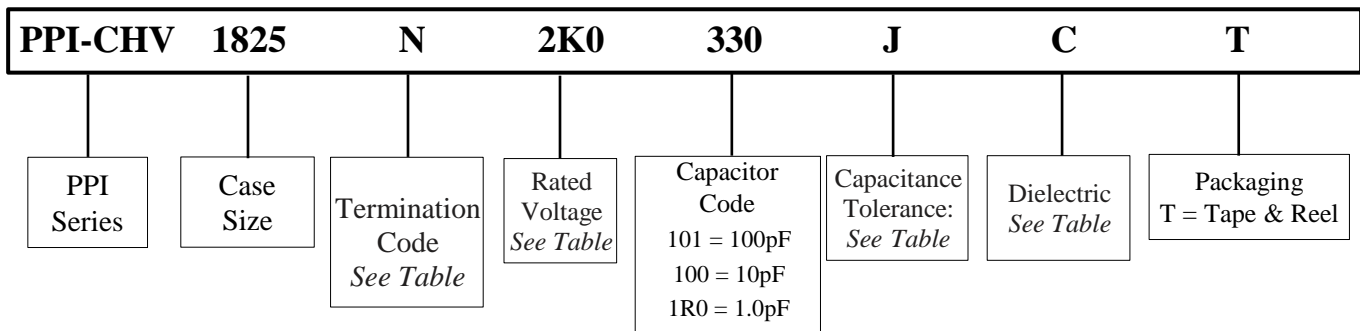 PPI-CHV 1825 N 2K0 330 J C T
PPI
Series
Case
Size
Termination
Code
See Table
Rated
Voltage
See Table
Capacitor
Code
101 = 100pF
100 = 10pF
1R0 = 1.0pF
Capacitance
Tolerance:
See Table
Dielectric
See Table
Packaging
T = Tape & Reel